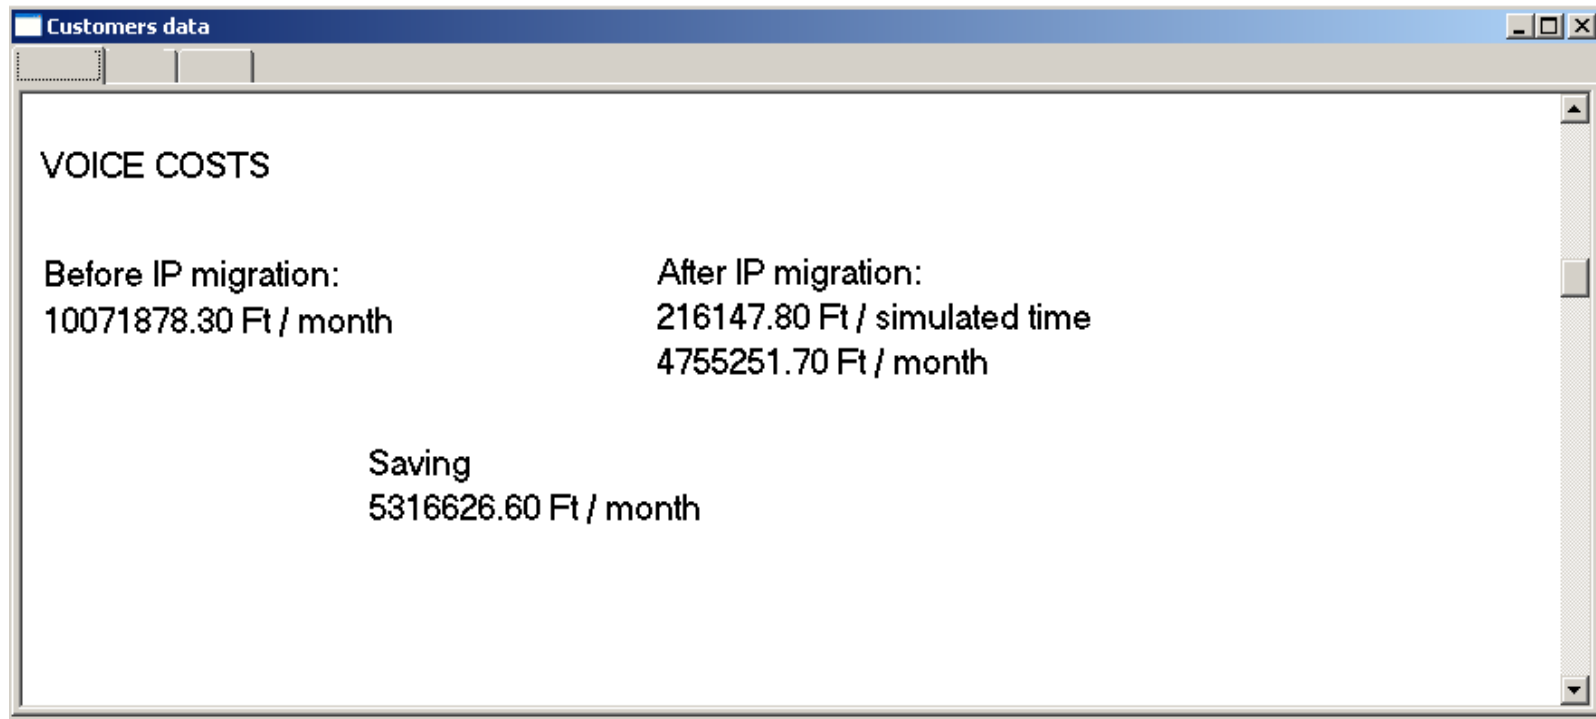 Customers data
VOICE COSTS
Before IP migration:
10071878.30 Ft / month
After IP migration:
216147.80 Ft / simulated time
4755251.70 Ft / month
Saving
5316626.60 Ft / month